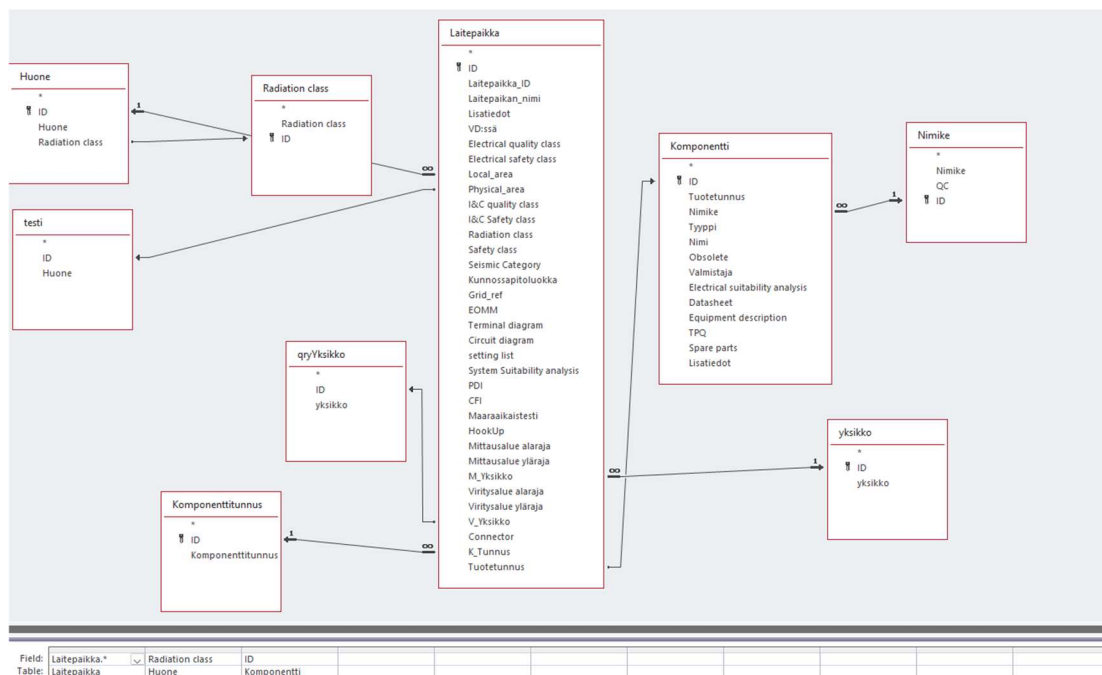 Laitepaikka
*
ID
Laitepaikka_ID
Laitepaikan_nimi
Lisatiedot
VD:ssä
Electrical quality class
Electrical safety class
Local_area
Physical_area
I&C quality class
I&C Safety class
Radiation class
Safety class
Seismic Category
Kunnossapitoluokka
Grid_ref
EOMM
Terminal diagram
Circuit diagram
setting list
System Suitability analysis
PDI
CFI
Maaraaikaistesti
HookUp
Mittausalue alaraja
Mittausalue yläraja
M_Yksikko
Viritysalue alaraja
Viritysalue yläraja
V_Yksikko
Connector
K_Tunnus
Tuotetunnus
Huone
*
ID
Huone
Radiation class
Radiation class
*
Radiation class
ID
testi
*
ID
Huone
qryYksikko
*
ID
yksikko
Komponenttitunnus
*
ID
Komponenttitunnus
Komponentti
*
ID
Tuotetunnus
Nimike
Tyyppi
Nimi
Obsolete
Valmistaja
Electrical suitability analysis
Datasheet
Equipment description
TPQ
Spare parts
Lisatiedot
Nimike
*
Nimike
QC
ID
yksikko
*
ID
yksikko
1
∞
∞
1
∞
1
1
∞
Field: Laitepaikka.* Radiation class ID
Table: Laitepaikka Huone Komponentti